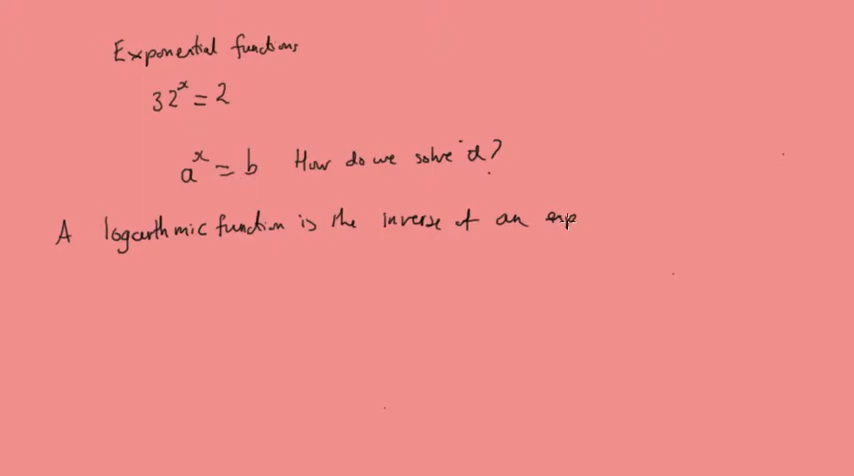 Exponential functions
32^x = 2
a^x = b How do we solve it?
A logarithmic function is the inverse of an exp